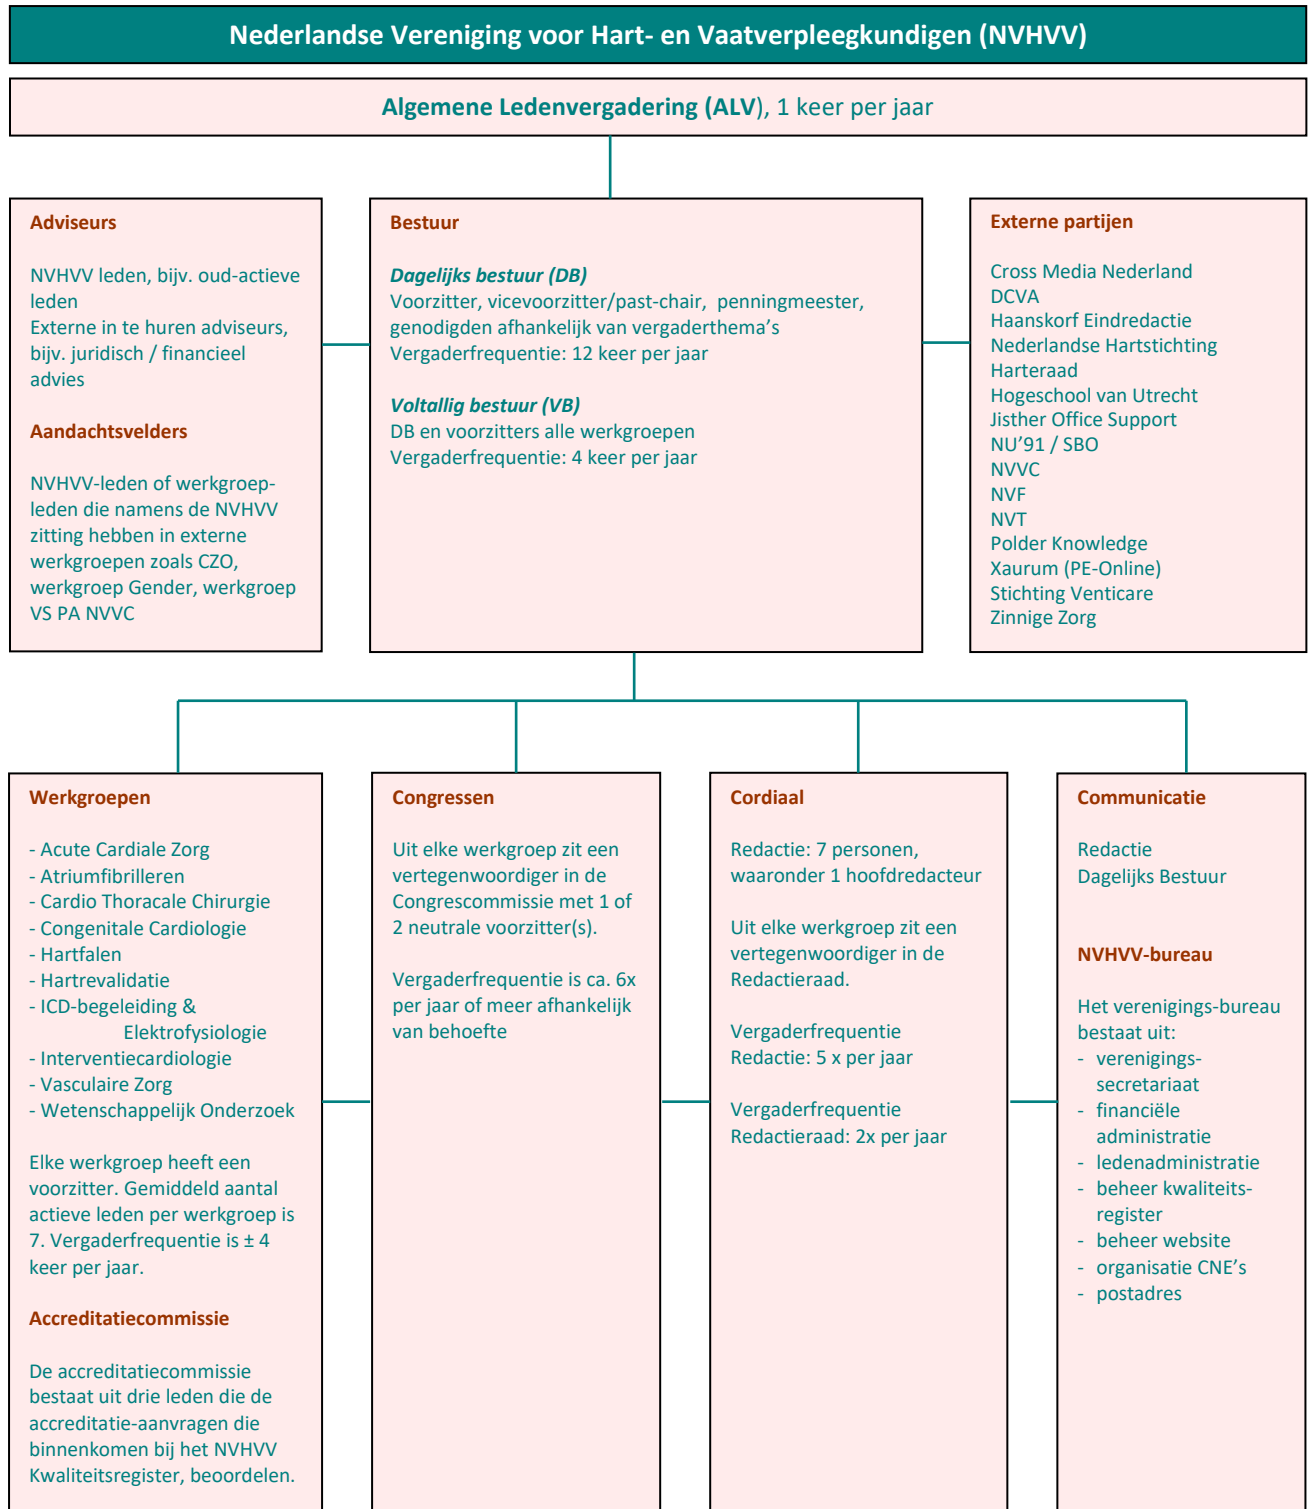 Nederlandse Vereniging voor Hart- en Vaatverpleegkundigen (NVHVV)
Algemene Ledenvergadering (ALV), 1 keer per jaar
Adviseurs
NVHVV leden, bijv. oud-actieve
leden
Externe in te huren adviseurs,
bijv. juridisch / financieel
advies
Aandachtsvelders
NVHVV-leden of werkgroep-
leden die namens de NVHVV
zitting hebben in externe
werkgroepen zoals CZO,
werkgroep Gender, werkgroep
VS PA NVVC
Bestuur
Dagelijks bestuur (DB)
Voorzitter, vicevoorzitter/past-chair, penningmeester,
genodigden afhankelijk van vergaderthema's
Vergaderfrequentie: 12 keer per jaar
Voltallig bestuur (VB)
DB en voorzitters alle werkgroepen
Vergaderfrequentie: 4 keer per jaar
Externe partijen
Cross Media Nederland
DCVA
Haanskorf Eindredactie
Nederlandse Hartstichting
Harteraad
Hogeschool van Utrecht
Jisther Office Support
NU'91 / SBO
NVVC
NVF
NVT
Polder Knowledge
Xaurum (PE-Online)
Stichting Venticare
Zinnige Zorg
Werkgroepen
- Acute Cardiale Zorg
- Atriumfibrilleren
- Cardio Thoracale Chirurgie
- Congenitale Cardiologie
- Hartfalen
- Hartrevalidatie
- ICD-begeleiding &
Elektrofysiologie
- Interventiecardiologie
- Vasculaire Zorg
- Wetenschappelijk Onderzoek
Elke werkgroep heeft een
voorzitter. Gemiddeld aantal
actieve leden per werkgroep is
7. Vergaderfrequentie is ± 4
keer per jaar.
Accreditatiecommissie
De accreditatiecommissie
bestaat uit drie leden die de
accreditatie-aanvragen die
binnenkomen bij het NVHVV
Kwaliteitsregister, beoordelen.
Congressen
Uit elke werkgroep zit een
vertegenwoordiger in de
Congrescommissie met 1 of
2 neutrale voorzitter(s).
Vergaderfrequentie is ca. 6x
per jaar of meer afhankelijk
van behoefte
Cordiaal
Redactie: 7 personen,
waaronder 1 hoofdredacteur
Uit elke werkgroep zit een
vertegenwoordiger in de
Redactieraad.
Vergaderfrequentie
Redactie: 5 x per jaar
Vergaderfrequentie
Redactieraad: 2x per jaar
Communicatie
Redactie
Dagelijks Bestuur
NVHVV-bureau
Het verenigings-bureau
bestaat uit:
- verenigings-
secretariaat
- financiële
administratie
- ledenadministratie
- beheer kwaliteits-
register
- beheer website
- organisatie CNE's
- postadres